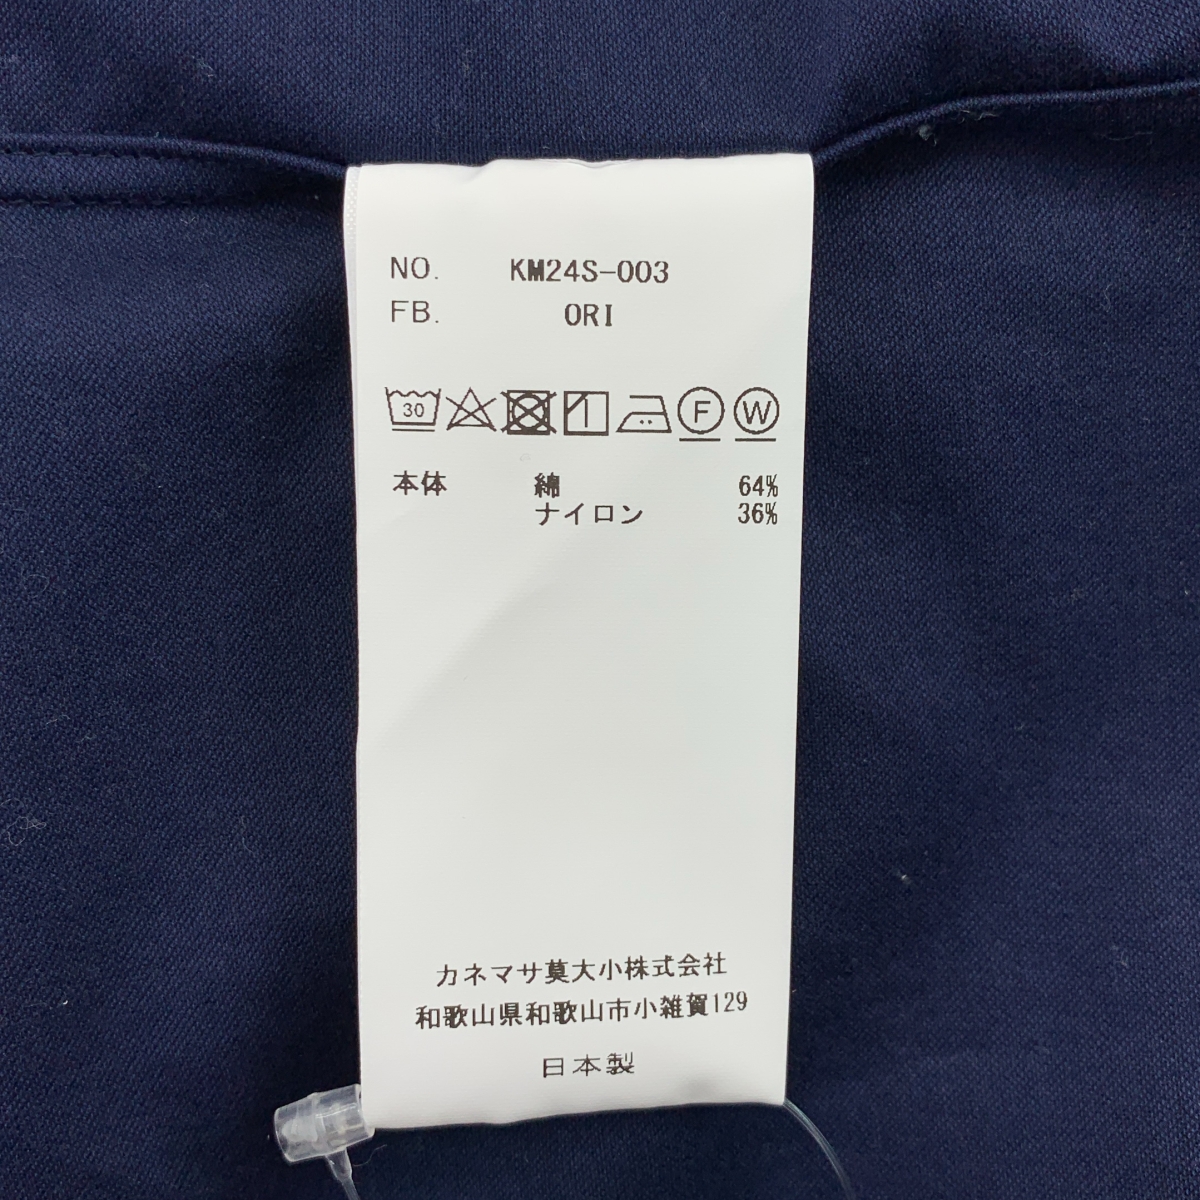 NO. KM24S-003
FB. ORI
30 F W
本体 綿 64%
ナイロン 36%
カネマサ莫大小株式会社
和歌山県和歌山市小雑賀129
日本製